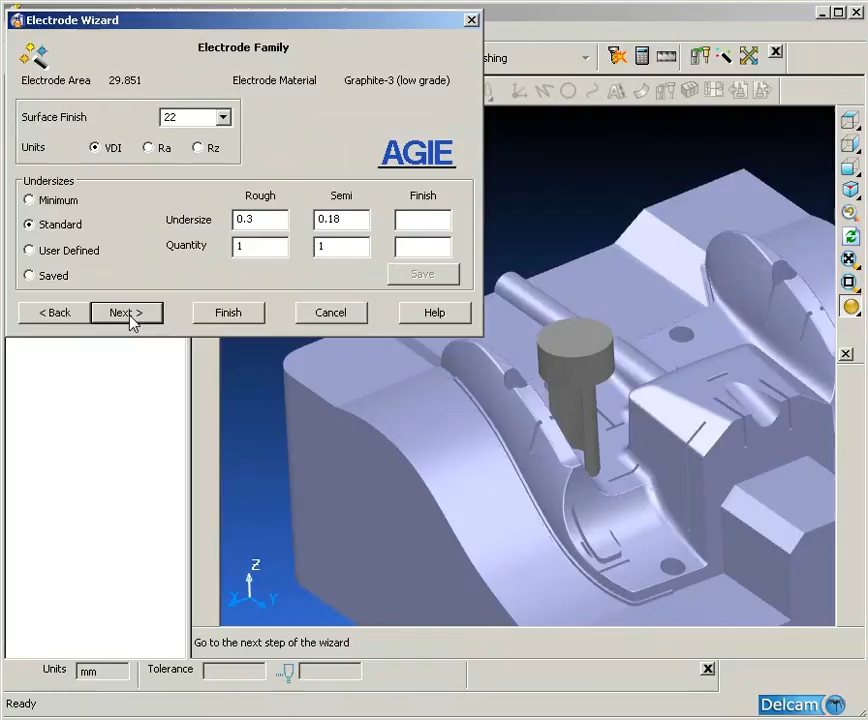 Electrode Wizard
Electrode Family
Electrode Area 29.851 Electrode Material Graphite-3 (low grade)
Surface Finish 22
Units VDI Ra Rz
AGIE
Undersizes
Rough Semi Finish
Minimum
Standard
User Defined
Saved
Undersize 0.3 0.18
Quantity 1 1
Save
< Back Next > Finish Cancel Help
shing
Z
X
Y
Go to the next step of the wizard
Units mm Tolerance
Ready
Delcam